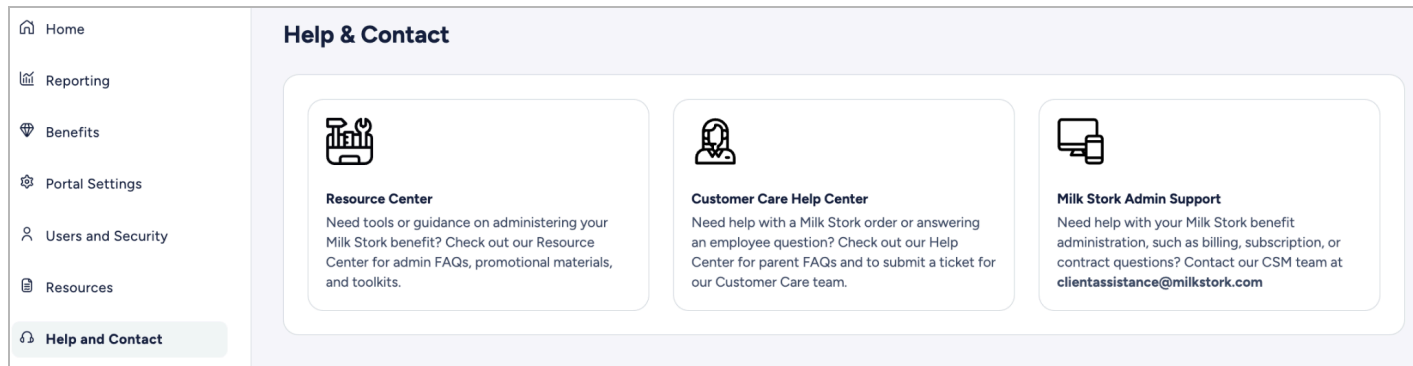 Home
Reporting
Benefits
Portal Settings
Users and Security
Resources
Help and Contact
Help & Contact
Resource Center
Need tools or guidance on administering your
Milk Stork benefit? Check out our Resource
Center for admin FAQs, promotional materials,
and toolkits.
Customer Care Help Center
Need help with a Milk Stork order or answering
an employee question? Check out our Help
Center for parent FAQs and to submit a ticket for
our Customer Care team.
Milk Stork Admin Support
Need help with your Milk Stork benefit
administration, such as billing, subscription, or
contract questions? Contact our CSM team at
clientassistance@milkstork.com